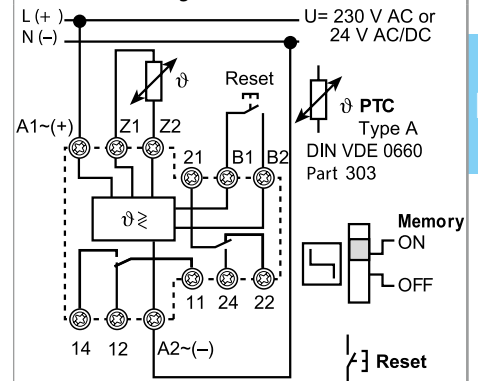 L (+)
U= 230 V AC or
N (–)
24 V AC/DC
ϑ
Reset
ϑ PTC
A1~(+) Z1 Z2
Type A
DIN VDE 0660
21 B1 B2
Part 303
ϑ ≷
Memory
ON
OFF
11 24 22
14 12 A2~(–)
Reset